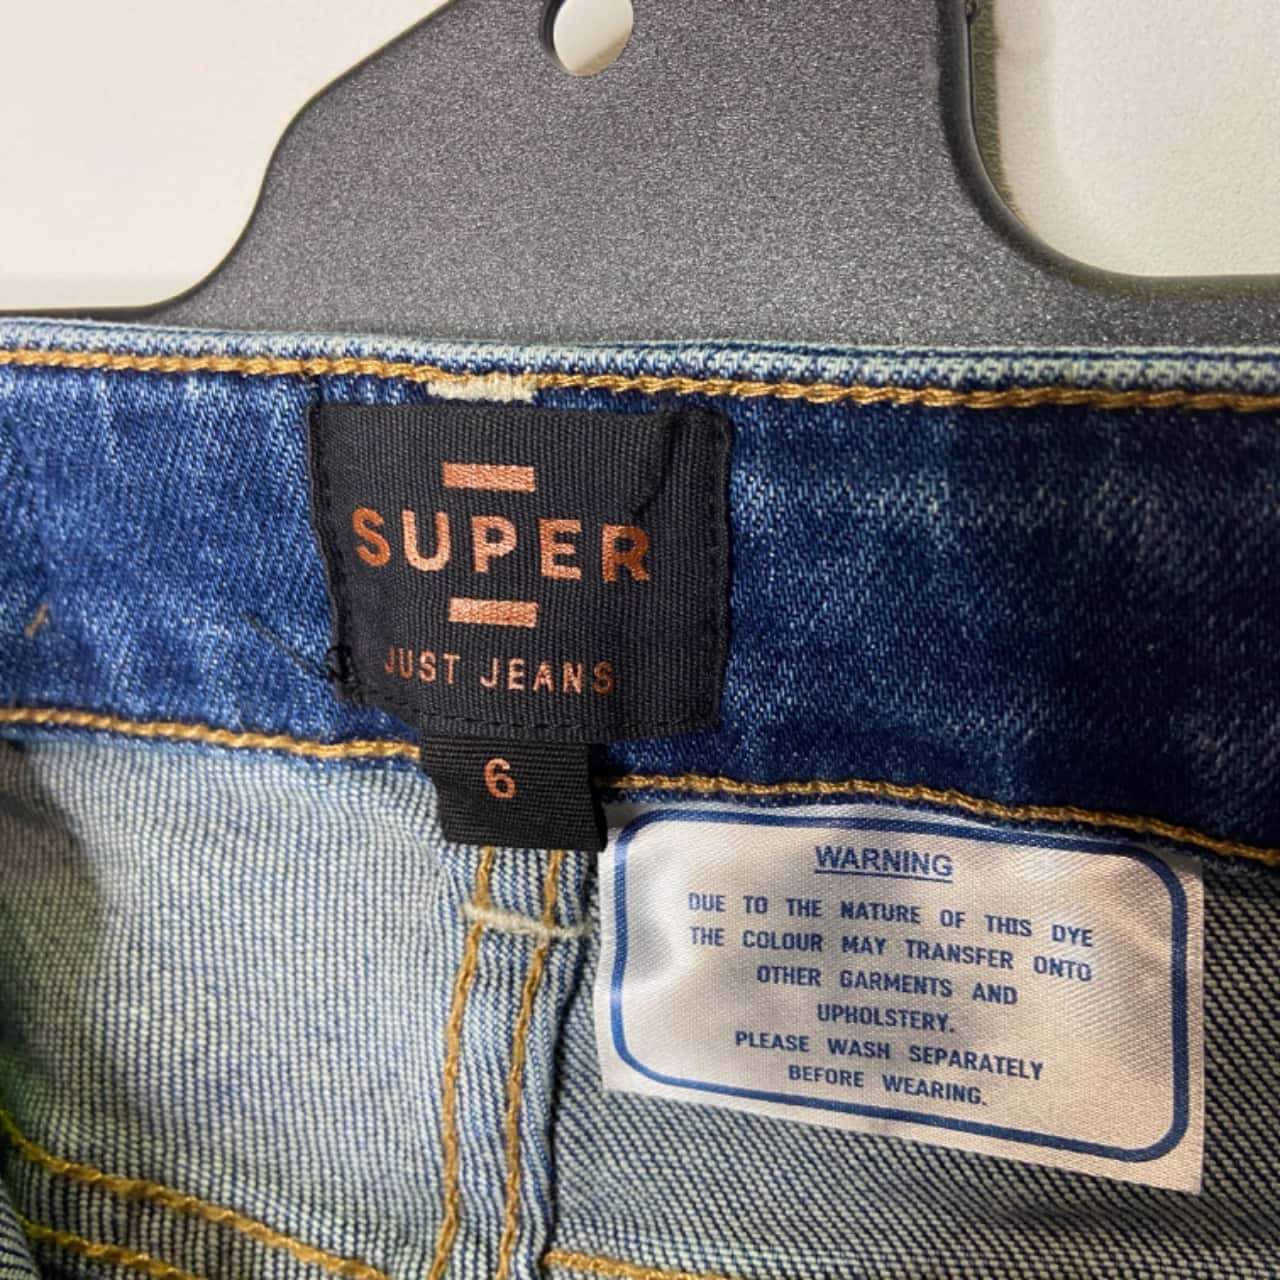 SUPER
JUST JEANS
6
WARNING
DUE TO THE NATURE OF THIS DYE
THE COLOUR MAY TRANSFER ONTO
OTHER GARMENTS AND
UPHOLSTERY.
PLEASE WASH SEPARATELY
BEFORE WEARING.